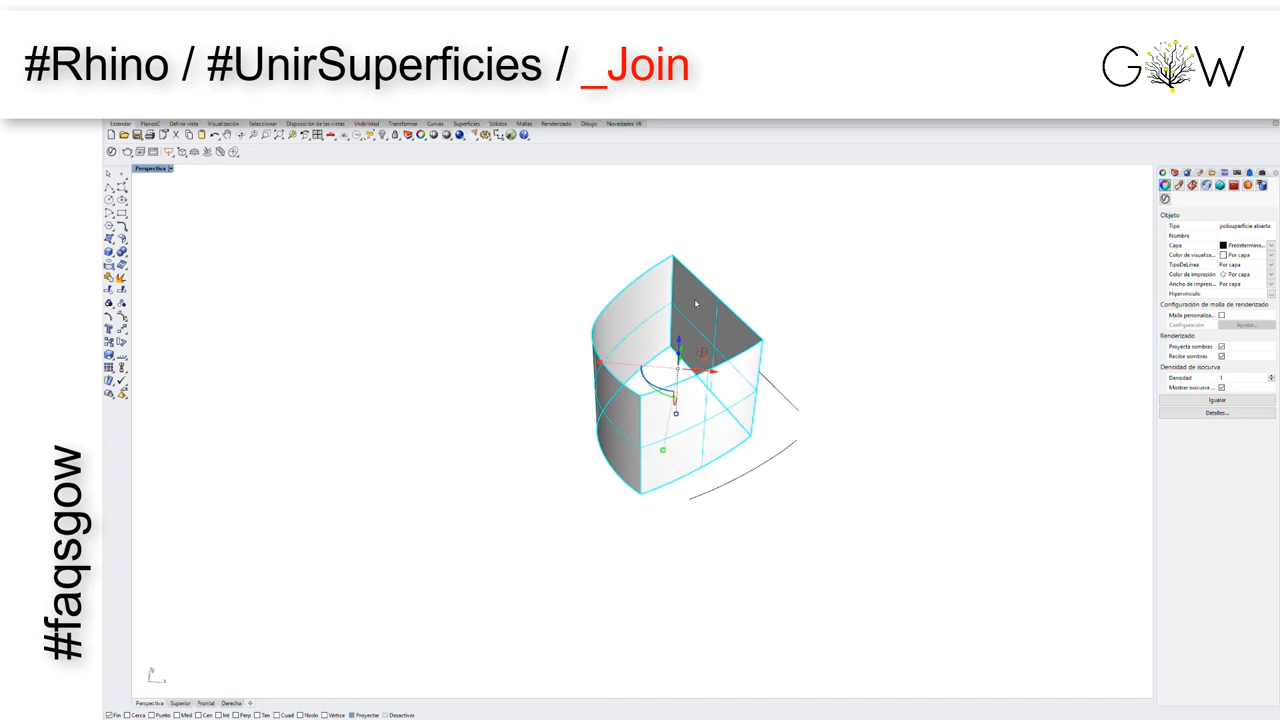 #Rhino / #UnirSuperficies / _Join
G W
Estándar PlanosC Definir vista Visualización Seleccionar Disposición de las vistas Visibilidad Transformar Curvas Superficies Sólidos Mallas Renderizado Dibujo Novedades V6
Perspectiva
Objeto
Tipo polisuperficie abierta
Nombre
Capa Predetermina...
Color de visualiz... Por capa
TipoDeLínea Por capa
Color de impresión Por capa
Ancho de impresi... Por capa
Hipervínculo ...
Configuración de malla de renderizado
Malla personaliza...
Configuración Ajustes...
Renderizado
Proyecta sombras
Recibe sombras
Densidad de isocurva
Densidad 1
Mostrar isocurva...
Igualar
Detalles...
#faqsgow
y
x
Perspectiva Superior Frontal Derecha
Fin Cerca Punto Med Cen Int Perp Tan Cuad Nodo Vértice Proyectar Desactivar